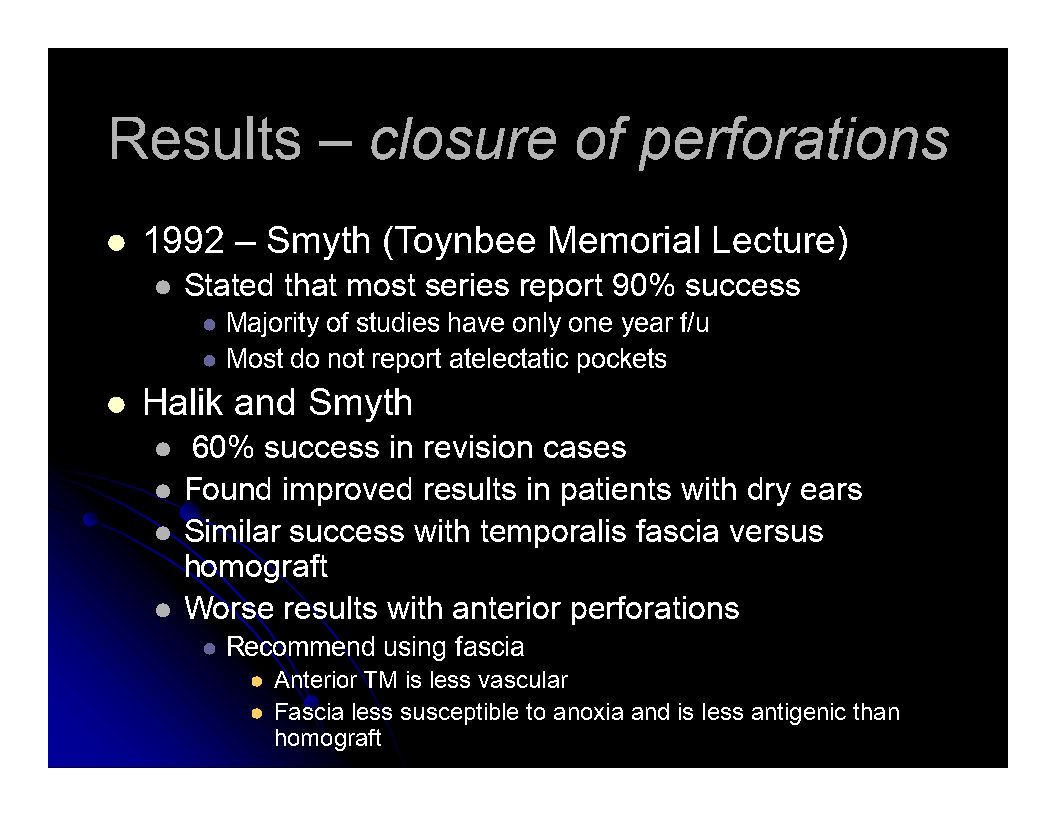 Results – closure of perforations
1992 – Smyth (Toynbee Memorial Lecture)
Stated that most series report 90% success
Majority of studies have only one year f/u
Most do not report atelectatic pockets
Halik and Smyth
60% success in revision cases
Found improved results in patients with dry ears
Similar success with temporalis fascia versus
homograft
Worse results with anterior perforations
Recommend using fascia
Anterior TM is less vascular
Fascia less susceptible to anoxia and is less antigenic than
homograft